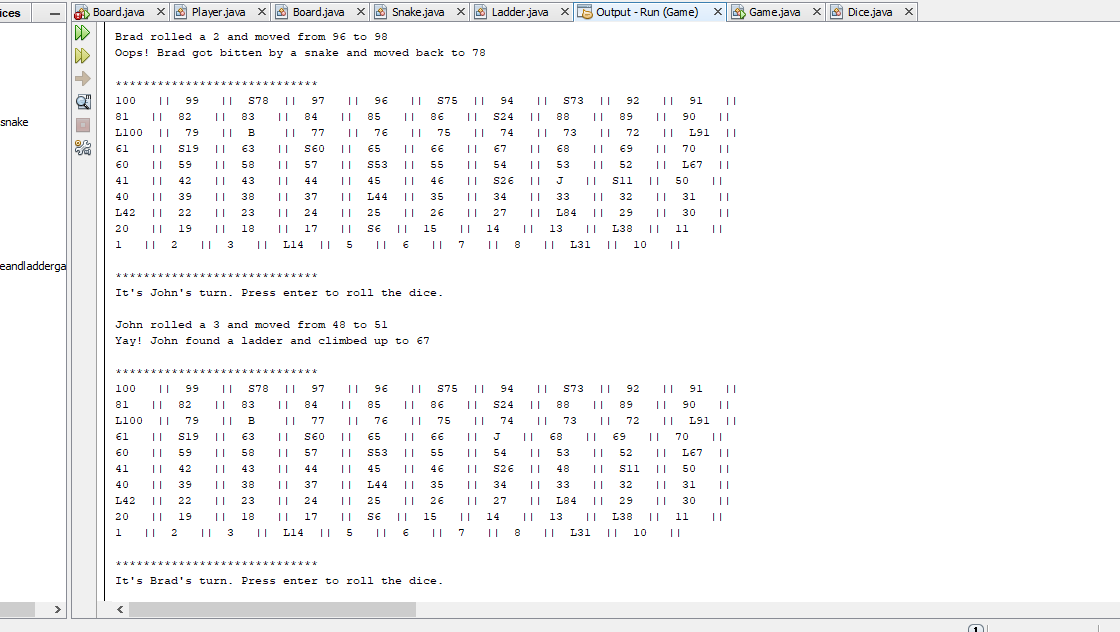 ices
Board.java
Player.java
Board.java
Snake.java
Ladder.java
Output - Run (Game)
Game.java
Dice.java
snake
eandladderga
Brad rolled a 2 and moved from 96 to 98
Oops! Brad got bitten by a snake and moved back to 78
*****************************
100 || 99 || S78 || 97 || 96 || S75 || 94 || S73 || 92 || 91 ||
81 || 82 || 83 || 84 || 85 || 86 || S24 || 88 || 89 || 90 ||
L100 || 79 || B || 77 || 76 || 75 || 74 || 73 || 72 || L91 ||
61 || S19 || 63 || S60 || 65 || 66 || 67 || 68 || 69 || 70 ||
60 || 59 || 58 || 57 || S53 || 55 || 54 || 53 || 52 || L67 ||
41 || 42 || 43 || 44 || 45 || 46 || S26 || J || S11 || 50 ||
40 || 39 || 38 || 37 || L44 || 35 || 34 || 33 || 32 || 31 ||
L42 || 22 || 23 || 24 || 25 || 26 || 27 || L84 || 29 || 30 ||
20 || 19 || 18 || 17 || S6 || 15 || 14 || 13 || L38 || 11 ||
1 || 2 || 3 || L14 || 5 || 6 || 7 || 8 || L31 || 10 ||
*****************************
It's John's turn. Press enter to roll the dice.
John rolled a 3 and moved from 48 to 51
Yay! John found a ladder and climbed up to 67
*****************************
100 || 99 || S78 || 97 || 96 || S75 || 94 || S73 || 92 || 91 ||
81 || 82 || 83 || 84 || 85 || 86 || S24 || 88 || 89 || 90 ||
L100 || 79 || B || 77 || 76 || 75 || 74 || 73 || 72 || L91 ||
61 || S19 || 63 || S60 || 65 || 66 || J || 68 || 69 || 70 ||
60 || 59 || 58 || 57 || S53 || 55 || 54 || 53 || 52 || L67 ||
41 || 42 || 43 || 44 || 45 || 46 || S26 || 48 || S11 || 50 ||
40 || 39 || 38 || 37 || L44 || 35 || 34 || 33 || 32 || 31 ||
L42 || 22 || 23 || 24 || 25 || 26 || 27 || L84 || 29 || 30 ||
20 || 19 || 18 || 17 || S6 || 15 || 14 || 13 || L38 || 11 ||
1 || 2 || 3 || L14 || 5 || 6 || 7 || 8 || L31 || 10 ||
*****************************
It's Brad's turn. Press enter to roll the dice.
1